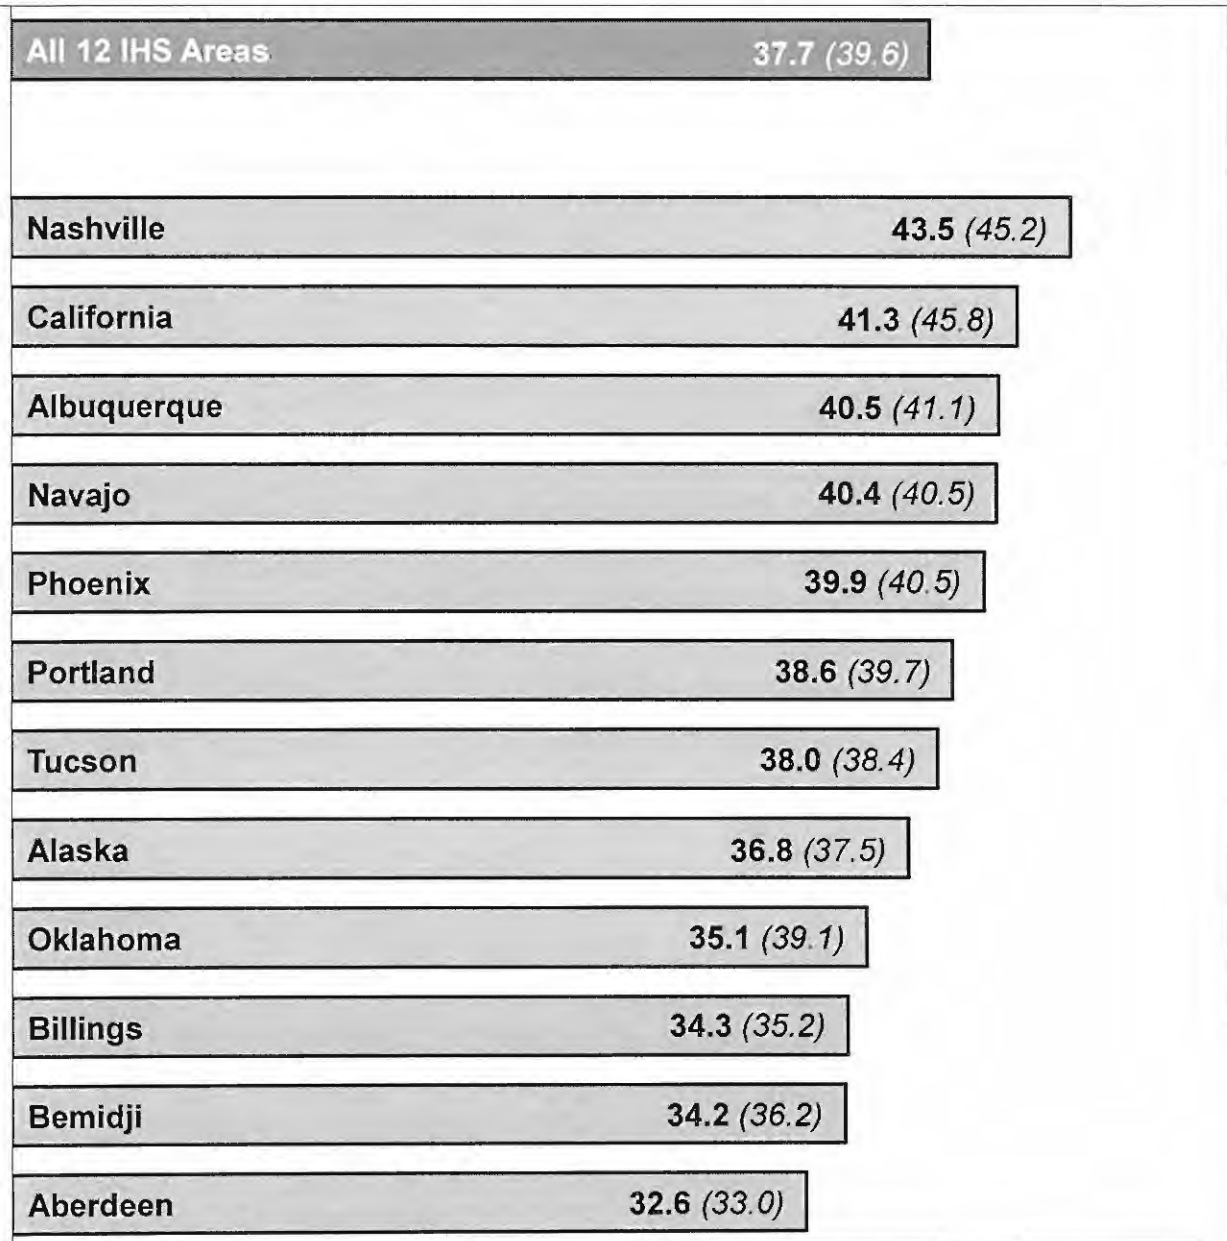 All 12 IHS Areas 37.7 (39.6)
Nashville 43.5 (45.2)
California 41.3 (45.8)
Albuquerque 40.5 (41.1)
Navajo 40.4 (40.5)
Phoenix 39.9 (40.5)
Portland 38.6 (39.7)
Tucson 38.0 (38.4)
Alaska 36.8 (37.5)
Oklahoma 35.1 (39.1)
Billings 34.3 (35.2)
Bemidji 34.2 (36.2)
Aberdeen 32.6 (33.0)